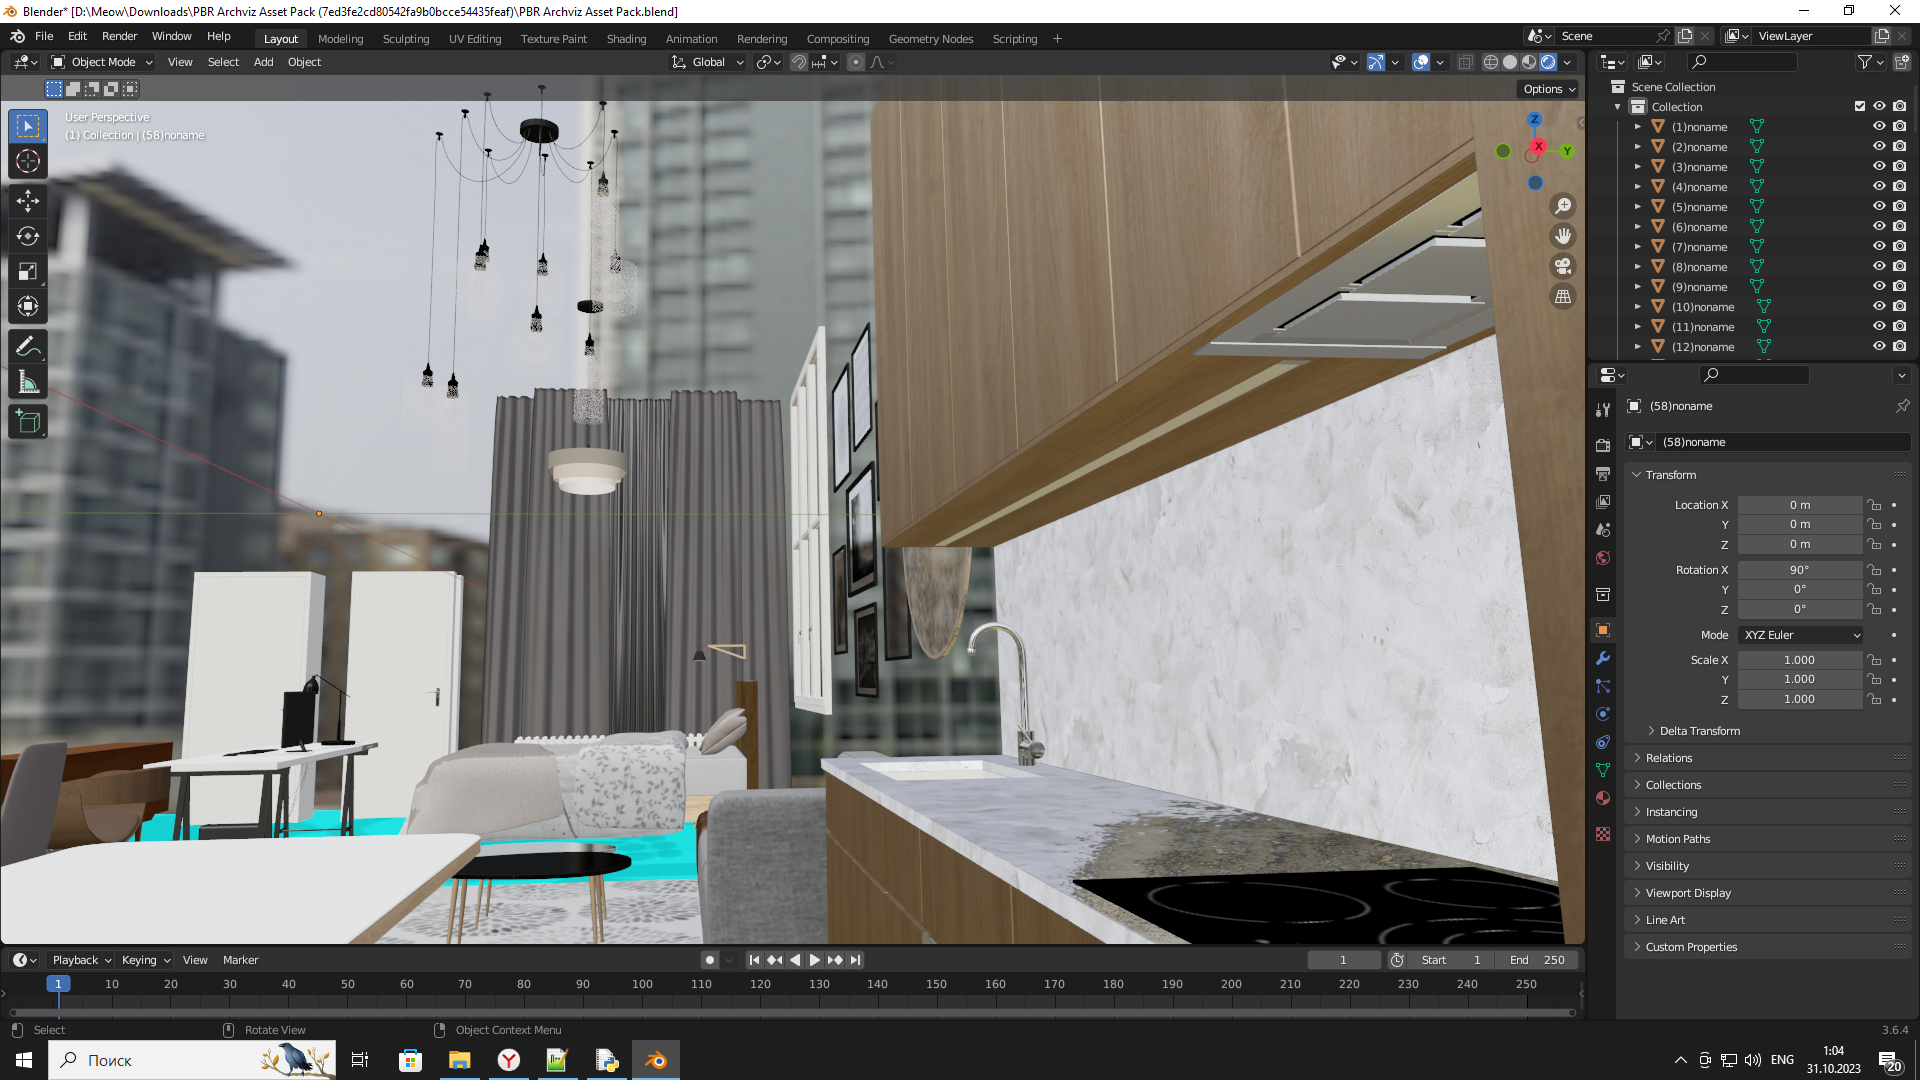 Blender* [D:\Meow\Downloads\PBR Archviz Asset Pack (7ed3fe2cd80542fa9b0bcce54435feaf)\PBR Archviz Asset Pack.blend]
File Edit Render Window Help Layout Modeling Sculpting UV Editing Texture Paint Shading Animation Rendering Compositing Geometry Nodes Scripting + Scene ViewLayer
Object Mode View Select Add Object Global
Options
User Perspective
(1) Collection | (58)noname
Z
X
Y
Scene Collection
Collection
(1)noname
(2)noname
(3)noname
(4)noname
(5)noname
(6)noname
(7)noname
(8)noname
(9)noname
(10)noname
(11)noname
(12)noname
(58)noname
(58)noname
Transform
Location X 0 m
Y 0 m
Z 0 m
Rotation X 90°
Y 0°
Z 0°
Mode XYZ Euler
Scale X 1.000
Y 1.000
Z 1.000
Delta Transform
Relations
Collections
Instancing
Motion Paths
Visibility
Viewport Display
Line Art
Custom Properties
Playback Keying View Marker 1 Start 1 End 250
1 10 20 30 40 50 60 70 80 90 100 110 120 130 140 150 160 170 180 190 200 210 220 230 240 250
Select Rotate View Object Context Menu 3.6.4
Поиск ENG 1:04
31.10.2023
20